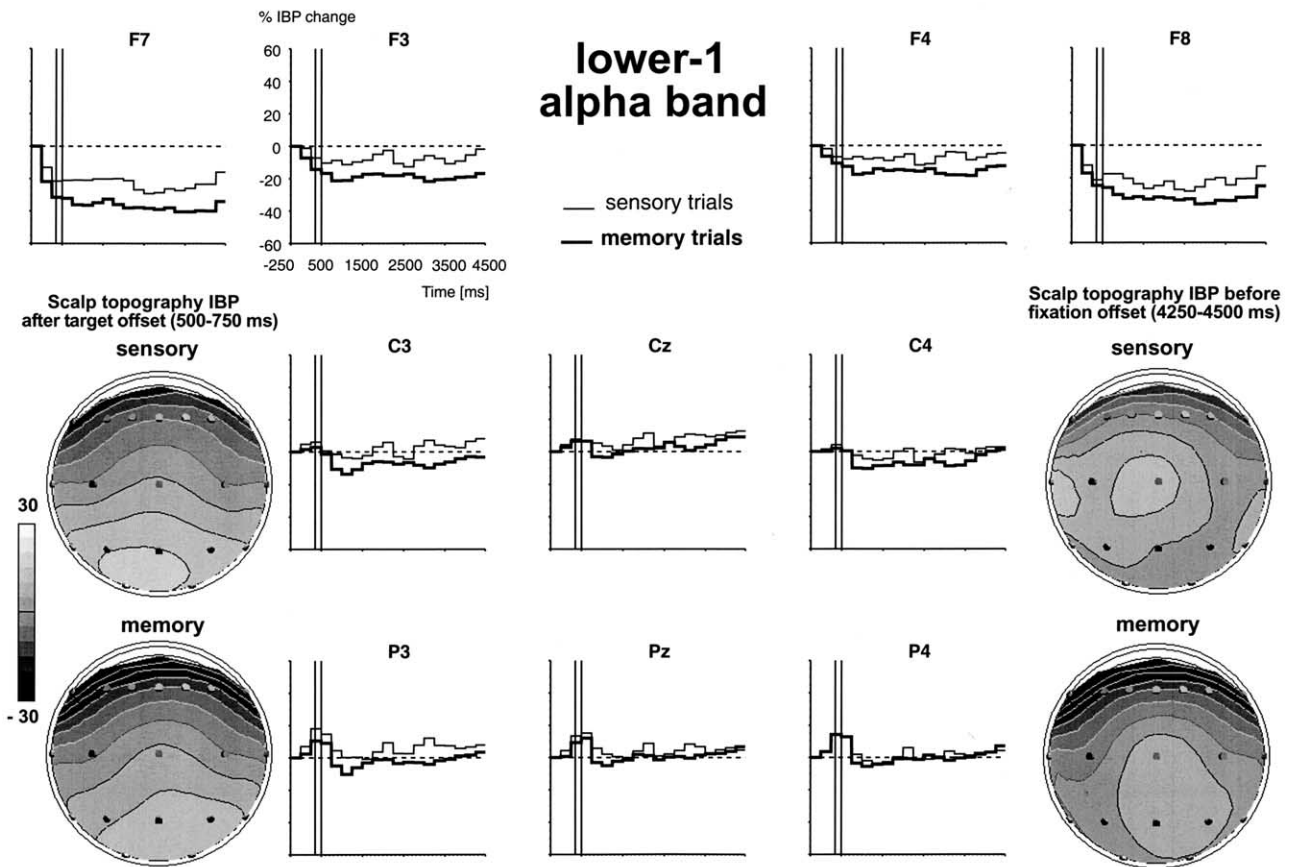 % IBP change
F7
F3
lower-1
alpha band
F4
F8
60
40
20
0
-20
-40
-60
sensory trials
memory trials
-250 500 1500 2500 3500 4500
Time [ms]
Scalp topography IBP
after target offset (500-750 ms)
sensory
Scalp topography IBP before
fixation offset (4250-4500 ms)
sensory
C3
Cz
C4
30
- 30
memory
memory
P3
Pz
P4